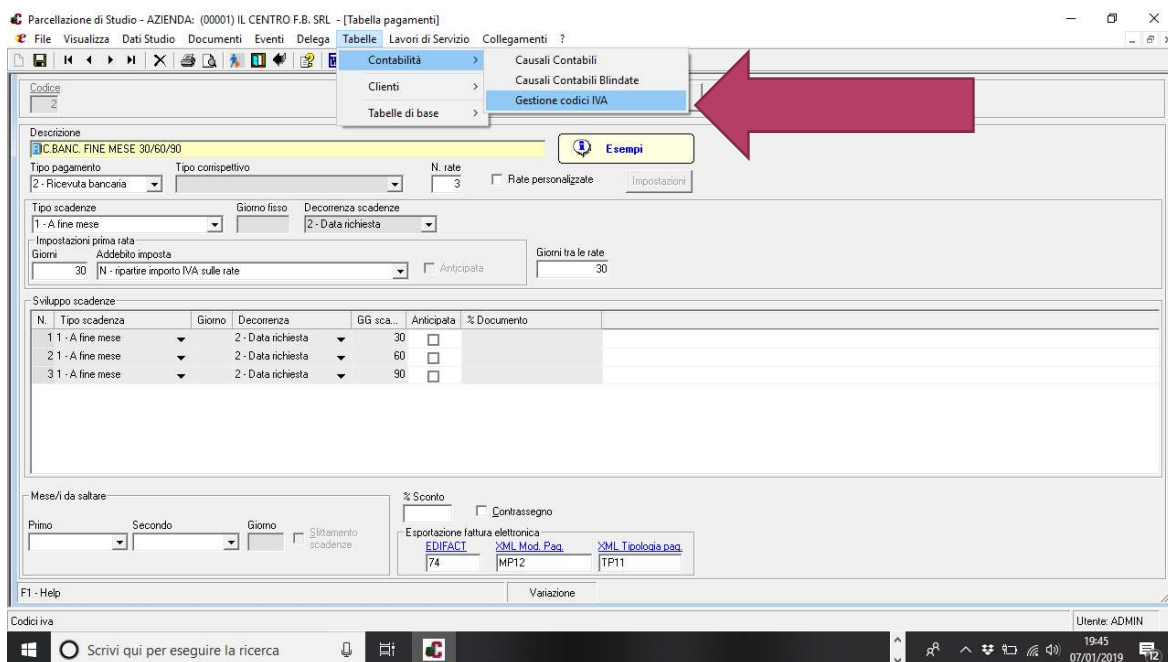 Parcellazione di Studio - AZIENDA: (00001) IL CENTRO F.B. SRL - [Tabella pagamenti]
File Visualizza Dati Studio Documenti Eventi Delega Tabelle Lavori di Servizio Collegamenti ?
Contabilità > Causali Contabili
Causali Contabili Blindate
Clienti > Gestione codici IVA
Tabelle di base >
Codice
2
Descrizione
RIC.BANC. FINE MESE 30/60/90
Esempi
Tipo pagamento Tipo corrispettivo N. rate
2 - Ricevuta bancaria 3 Rate personalizzate Impostazioni
Tipo scadenze Giorno fisso Decorrenza scadenze
1 - A fine mese 2 - Data richiesta
Impostazioni prima rata
Giorni Addebito imposta Giorni tra le rate
30 N - ripartire importo IVA sulle rate Anticipata 30
Sviluppo scadenze
N. Tipo scadenza Giorno Decorrenza GG sca... Anticipata % Documento
1 1 - A fine mese 2 - Data richiesta 30
2 1 - A fine mese 2 - Data richiesta 60
3 1 - A fine mese 2 - Data richiesta 90
Mese/i da saltare % Sconto
Contrassegno
Primo Secondo Giorno Slittamento scadenze
Esportazione fattura elettronica
EDIFACT XML Mod. Pag. XML Tipologia pag.
74 MP12 TP11
F1 - Help Variazione
Codici iva Utente: ADMIN
Scrivi qui per eseguire la ricerca
19:45
07/01/2019
12